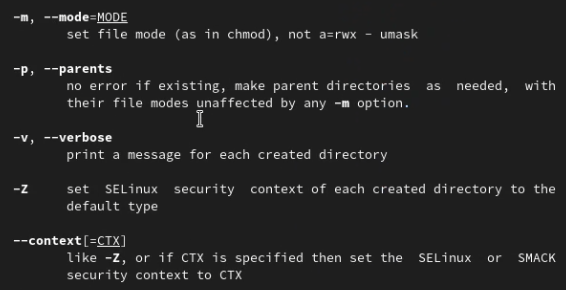 -m, --mode=MODE
set file mode (as in chmod), not a=rwx - umask
-p, --parents
no error if existing, make parent directories as needed, with
their file modes unaffected by any -m option.
-v, --verbose
print a message for each created directory
-Z set SELinux security context of each created directory to the
default type
--context[=CTX]
like -Z, or if CTX is specified then set the SELinux or SMACK
security context to CTX